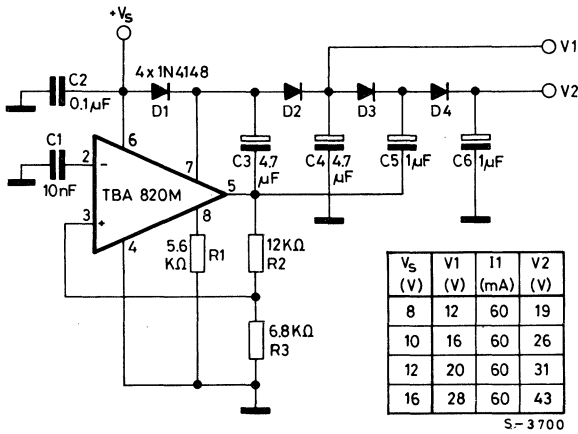 +Vs
V1
C2
0.1µF
4x1N4148
D1
D2
D3
D4
V2
C1
10nF
2
-
6
7
TBA 820M
5
3
+
4
8
C3
4.7
µF
C4
4.7
µF
C5
1µF
C6
1µF
5.6
KΩ
R1
12KΩ
R2
6.8KΩ
R3
Vs V1 I1 V2
(V) (V) (mA) (V)
8 12 60 19
10 16 60 26
12 20 60 31
16 28 60 43
S-3700